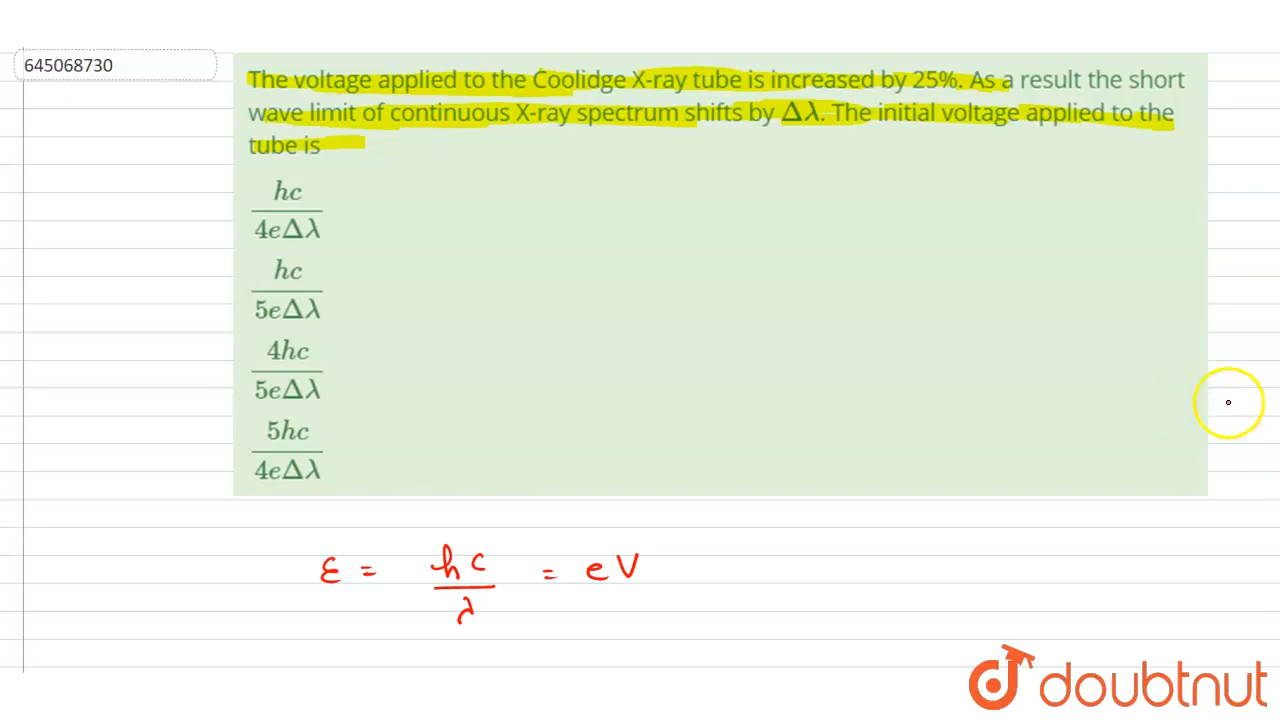 645068730
The voltage applied to the Coolidge X-ray tube is increased by 25%. As a result the short
wave limit of continuous X-ray spectrum shifts by Δλ. The initial voltage applied to the
tube is
hc
4eΔλ
hc
5eΔλ
4hc
5eΔλ
5hc
4eΔλ
ε = hc = eV
λ
doubtnut